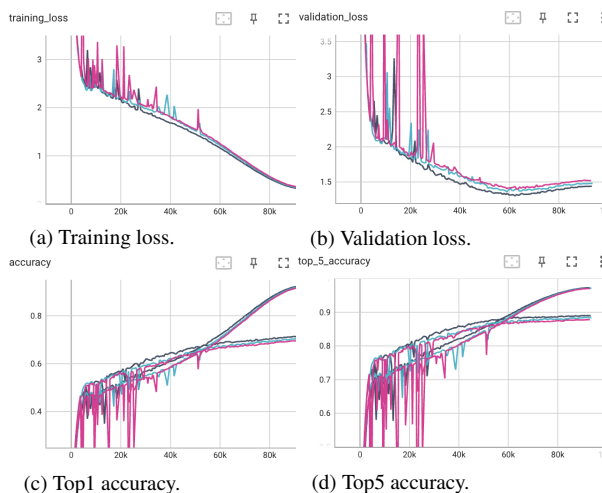 training_loss
validation_loss
3
2
1
0
20k
40k
60k
80k
3.5
3
2.5
2
1.5
0
20k
40k
60k
80k
(a) Training loss.
(b) Validation loss.
accuracy
top_5_accuracy
0.8
0.6
0.4
0
20k
40k
60k
80k
0.9
0.8
0.7
0.6
0
20k
40k
60k
80k
(c) Top1 accuracy.
(d) Top5 accuracy.